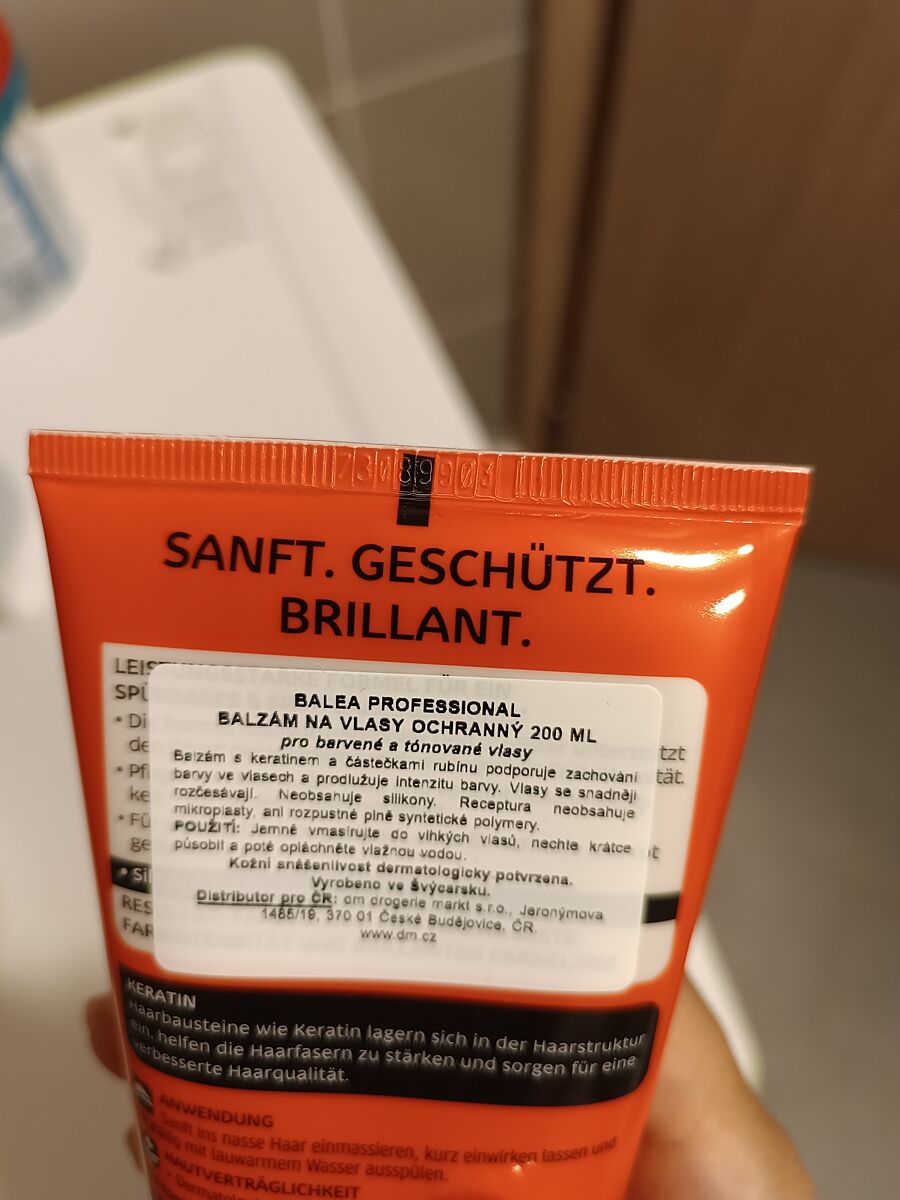 73089903
SANFT. GESCHÜTZT.
BRILLANT.
LEISTUNGSSTARKE FORMEL FÜR EIN
BALEA PROFESSIONAL
BALZÁM NA VLASY OCHRANNÝ 200 ML
pro barvené a tónované vlasy
Balzám s keratinem a částečkami rubínu podporuje zachování
barvy ve vlasech a prodlužuje intenzitu barvy. Vlasy se snadněji
rozčesávají. Neobsahuje silikony. Receptura neobsahuje
mikroplasty, ani rozpustné plně syntetické polymery.
POUŽITÍ: Jemně vmasírujte do vlhkých vlasů, nechte krátce
působit a poté opláchněte vlažnou vodou.
Kožní snášenlivost dermatologicky potvrzena.
Vyrobeno ve Švýcarsku.
Distributor pro ČR: dm drogerie markt s.r.o., Jeronýmova
1485/19, 370 01 České Budějovice, ČR.
www.dm.cz
KERATIN
Haarbausteine wie Keratin lagern sich in der Haarstruktur
ein, helfen die Haarfasern zu stärken und sorgen für eine
verbesserte Haarqualität.
ANWENDUNG
Sanft ins nasse Haar einmassieren, kurz einwirken lassen und
mit lauwarmem Wasser ausspülen.
HAUTVERTRÄGLICHKEIT